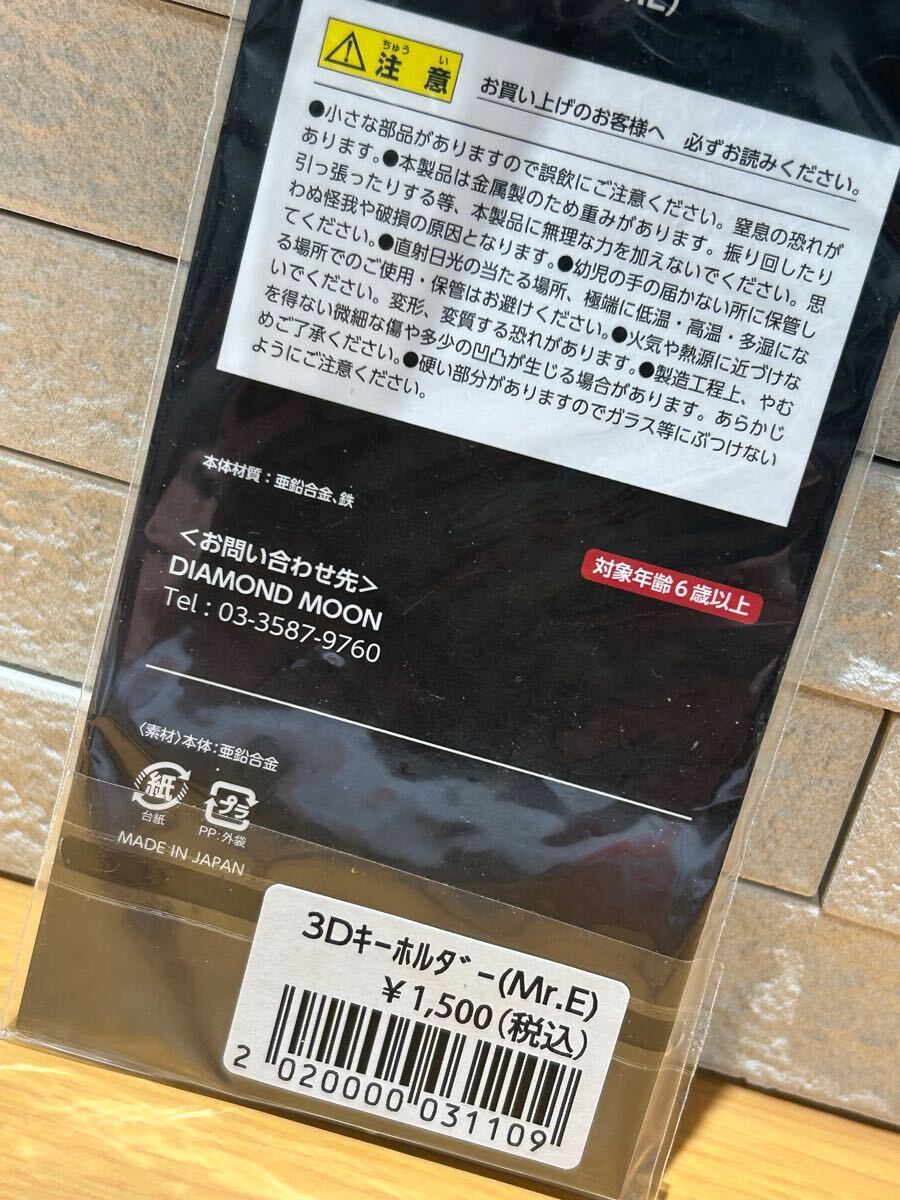 ちゅう い
注 意
お買い上げのお客様へ 必ずお読みください。
●小さな部品がありますので誤飲にご注意ください。窒息の恐れが
あります。●本製品は金属製のため重みがあります。振り回したり
引っ張ったりする等、本製品に無理な力を加えないでください。思
わぬ怪我や破損の原因となります。●幼児の手の届かない所に保管し
てください。●直射日光の当たる場所、極端に低温・高温・多湿にな
る場所でのご使用・保管はお避けください。●火気や熱源に近づけな
いでください。変形、変質する恐れがあります。●製造工程上、やむ
を得ない微細な傷や多少の凹凸が生じる場合があります。あらかじ
めご了承ください。●硬い部分がありますのでガラス等にぶつけない
ようにご注意ください。
本体材質：亜鉛合金、鉄
＜お問い合わせ先＞
DIAMOND MOON
Tel : 03-3587-9760
対象年齢6歳以上
〈素材〉本体：亜鉛合金
紙
台紙
プラ
PP：外袋
MADE IN JAPAN
3Dｷｰﾎﾙﾀﾞｰ(Mr.E)
￥1,500(税込)
2 020000 031109